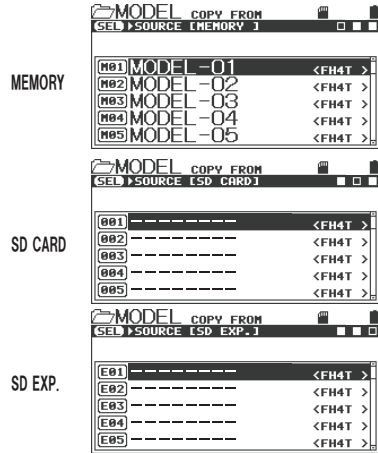 MODEL COPY FROM
(SEL)▶SOURCE [MEMORY ]
MEMORY
M01 MODEL-01 <FH4T >
M02 MODEL-02 <FH4T >
M03 MODEL-03 <FH4T >
M04 MODEL-04 <FH4T >
M05 MODEL-05 <FH4T >
MODEL COPY FROM
(SEL)▶SOURCE [SD CARD]
SD CARD
001 --------- <FH4T >
002 --------- <FH4T >
003 --------- <FH4T >
004 --------- <FH4T >
005 --------- <FH4T >
MODEL COPY FROM
(SEL)▶SOURCE [SD EXP.]
SD EXP.
E01 --------- <FH4T >
E02 --------- <FH4T >
E03 --------- <FH4T >
E04 --------- <FH4T >
E05 --------- <FH4T >